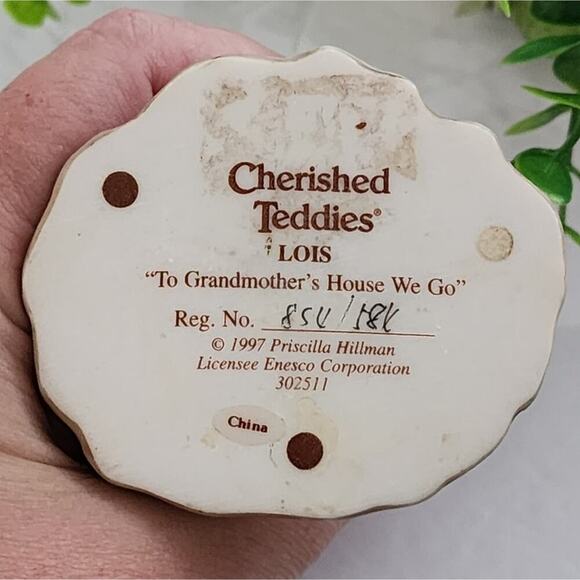 Cherished
Teddies®
LOIS
“To Grandmother's House We Go”
Reg. No.
© 1997 Priscilla Hillman
Licensee Enesco Corporation
302511
China